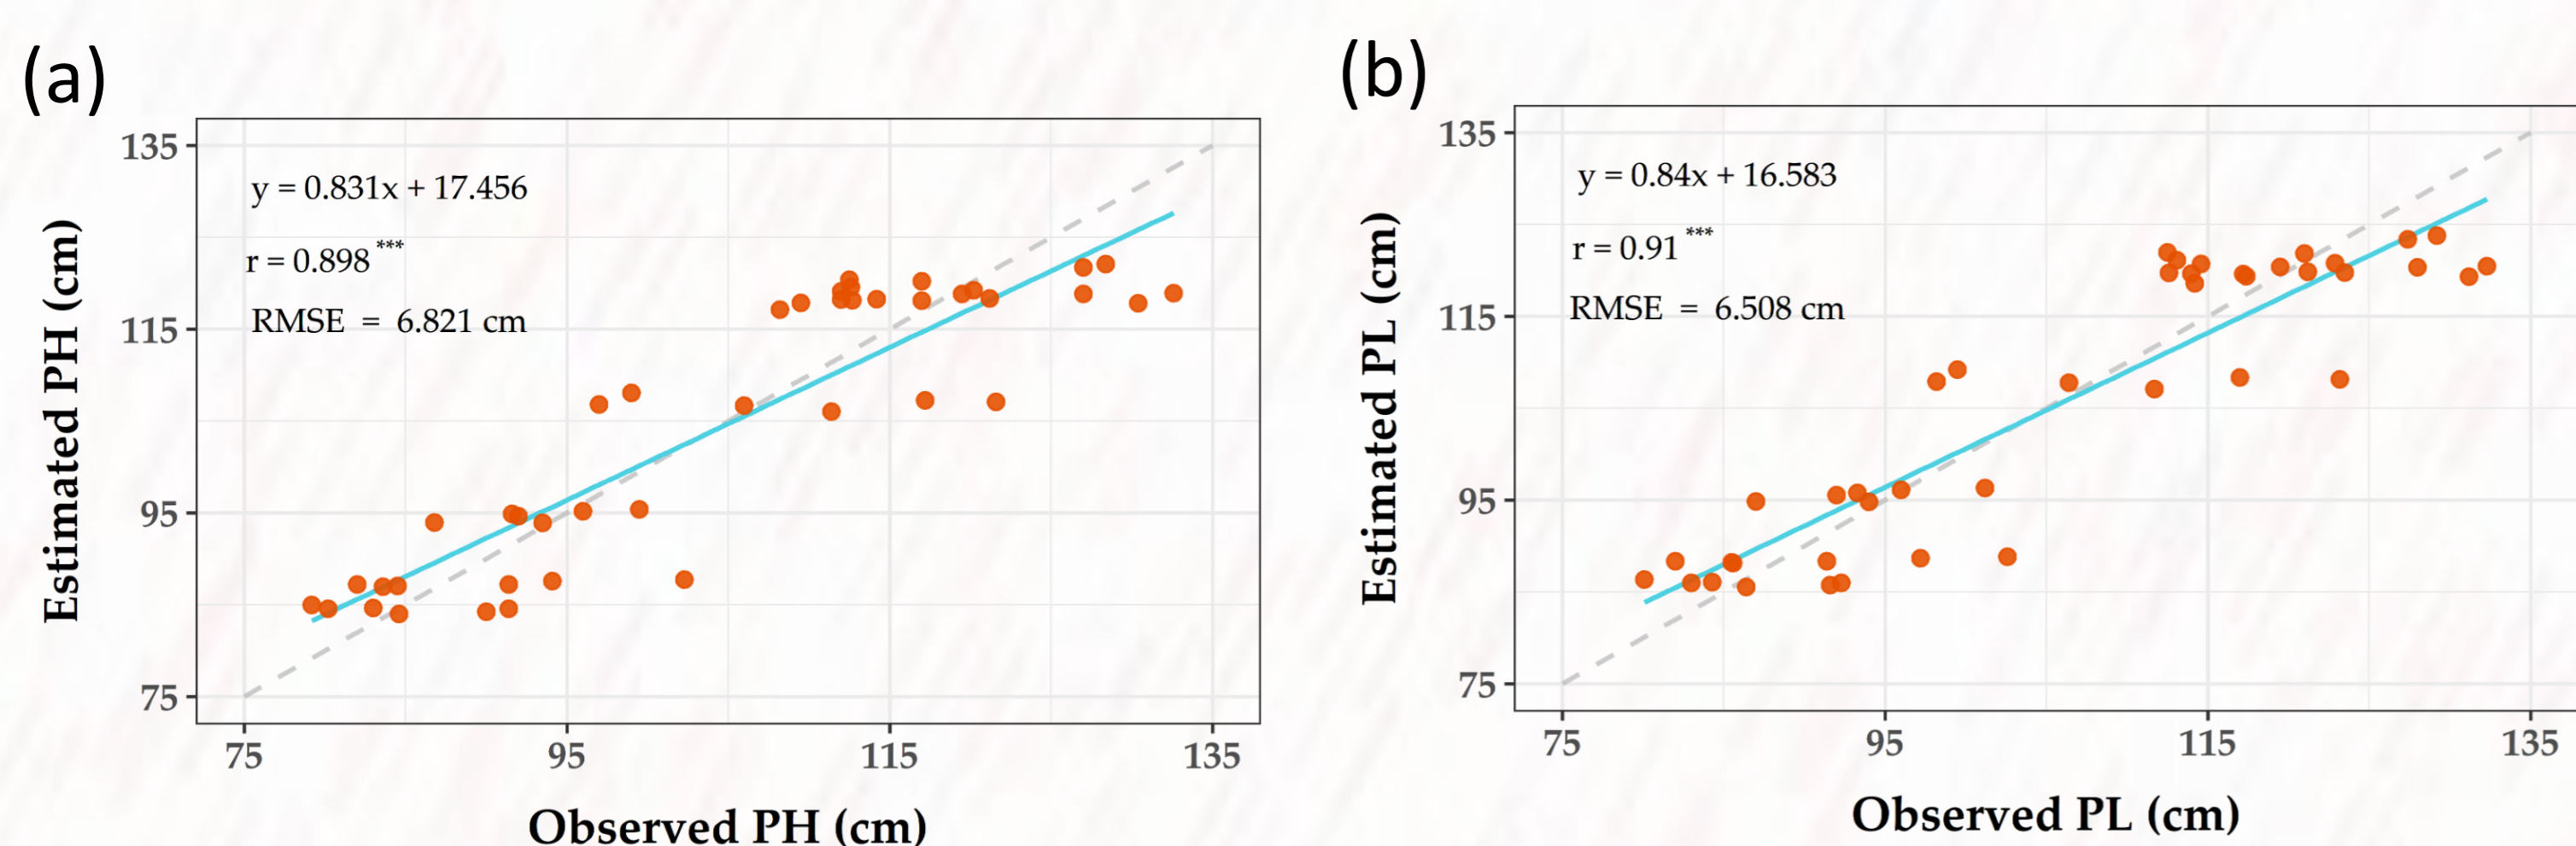 (a)
135
115
95
75
y = 0.831x + 17.456
r = 0.898 ***
RMSE = 6.821 cm
Estimated PH (cm)
75 95 115 135
Observed PH (cm)
(b)
135
115
95
75
y = 0.84x + 16.583
r = 0.91 ***
RMSE = 6.508 cm
Estimated PL (cm)
75 95 115 135
Observed PL (cm)